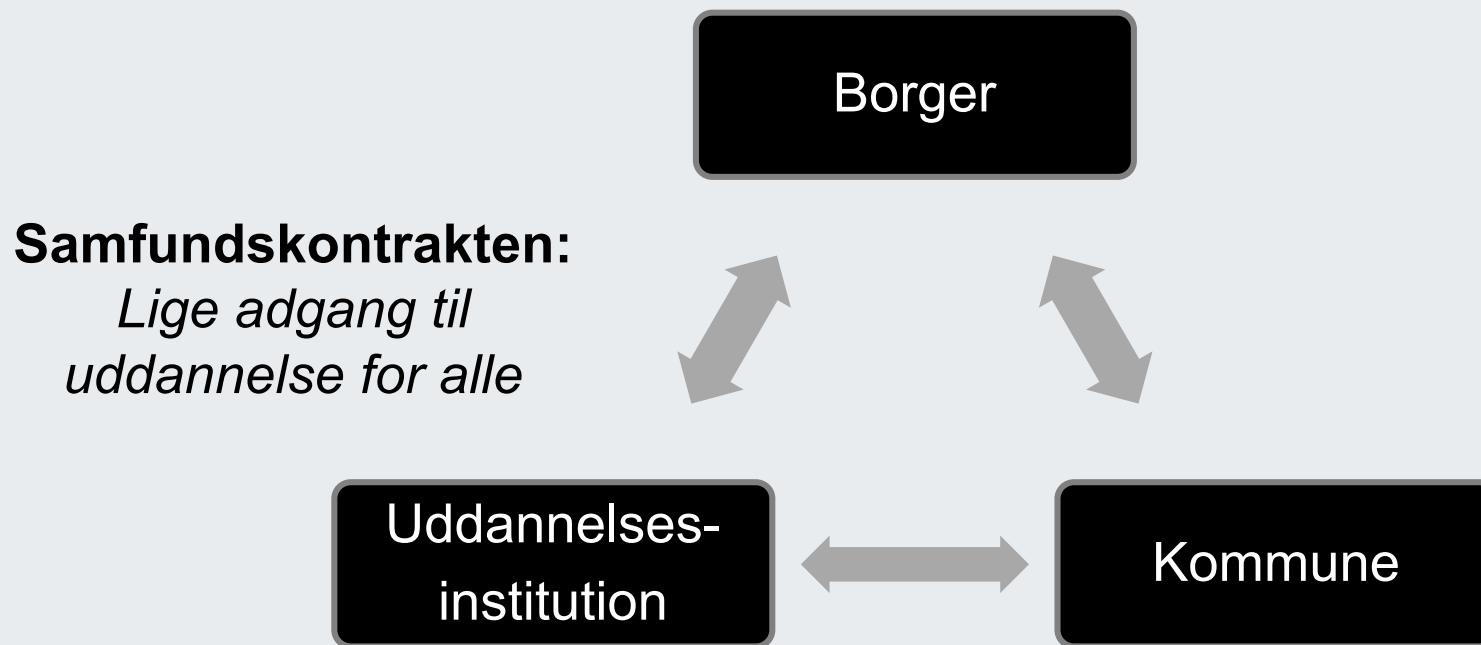 Borger
Samfundskontrakten:
Lige adgang til
uddannelse for alle
Uddannelses-
institution
Kommune